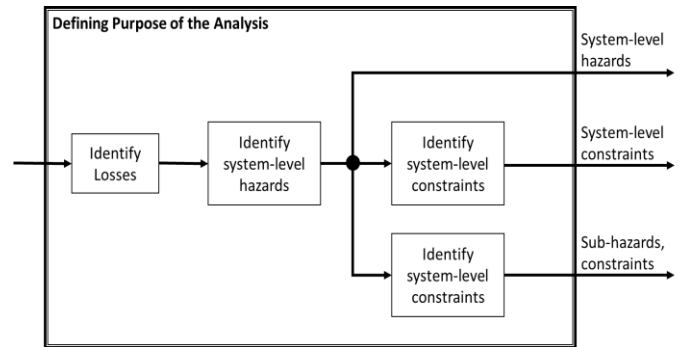 Defining Purpose of the Analysis
System-level
hazards
Identify
Losses
Identify
system-level
hazards
Identify
system-level
constraints
System-level
constraints
Identify
system-level
constraints
Sub-hazards,
constraints